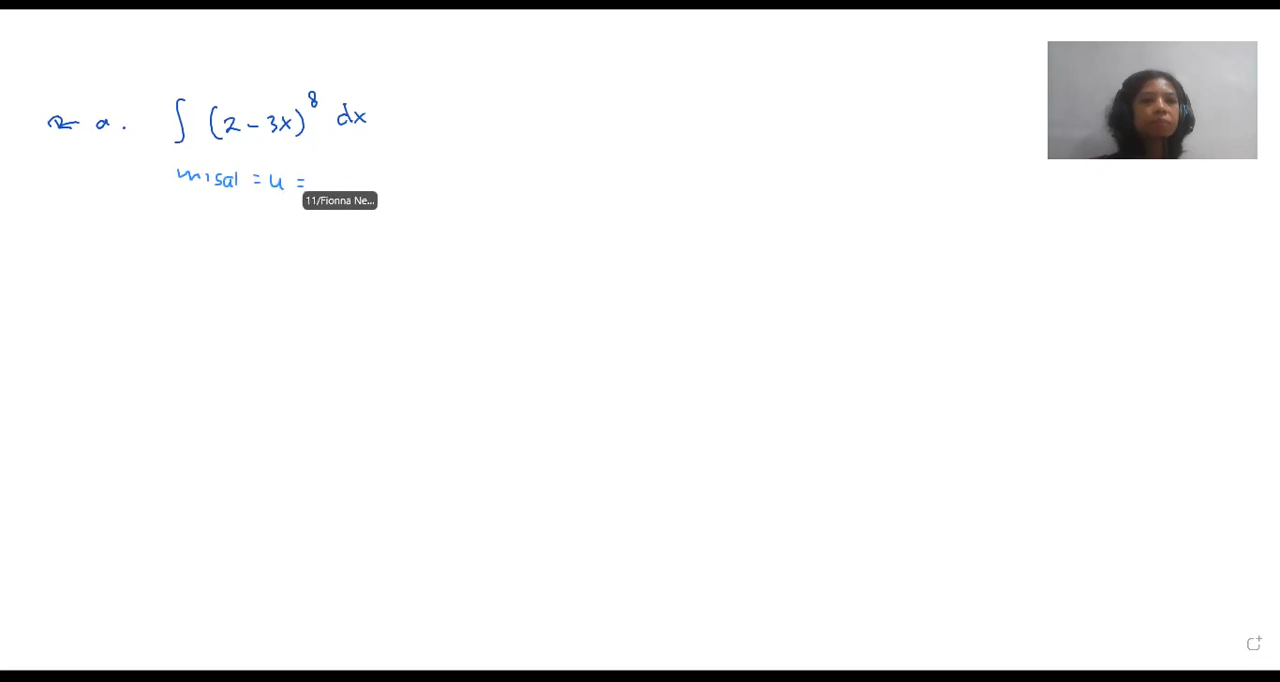 a. ∫ (2 - 3x)⁸ dx
misal = u =
11/Fionna Ne...